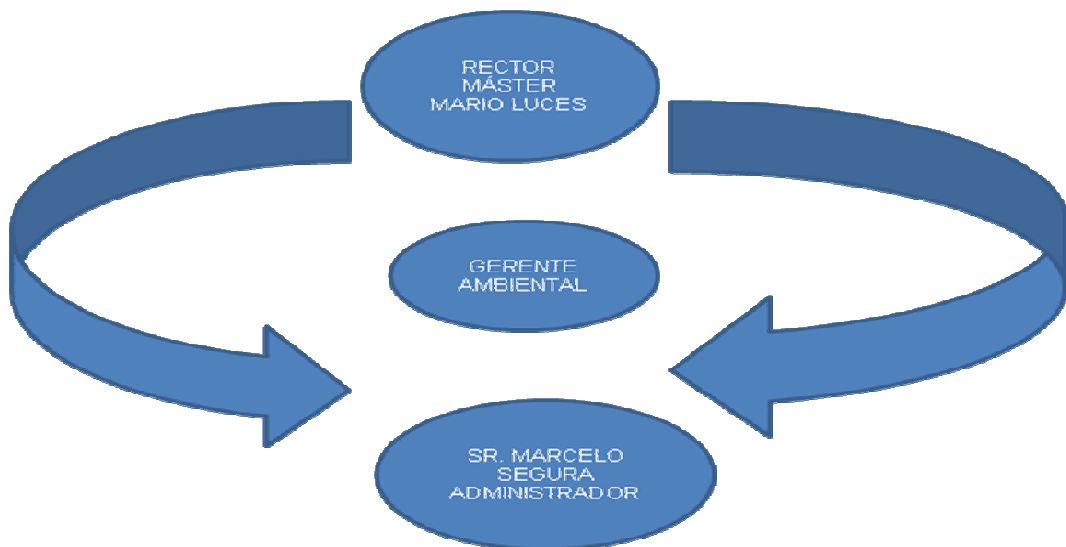 RECTOR
MÁSTER
MARIO LUCES
GERENTE
AMBIENTAL
SR. MARCELO
SEGURA
ADMINISTRADOR